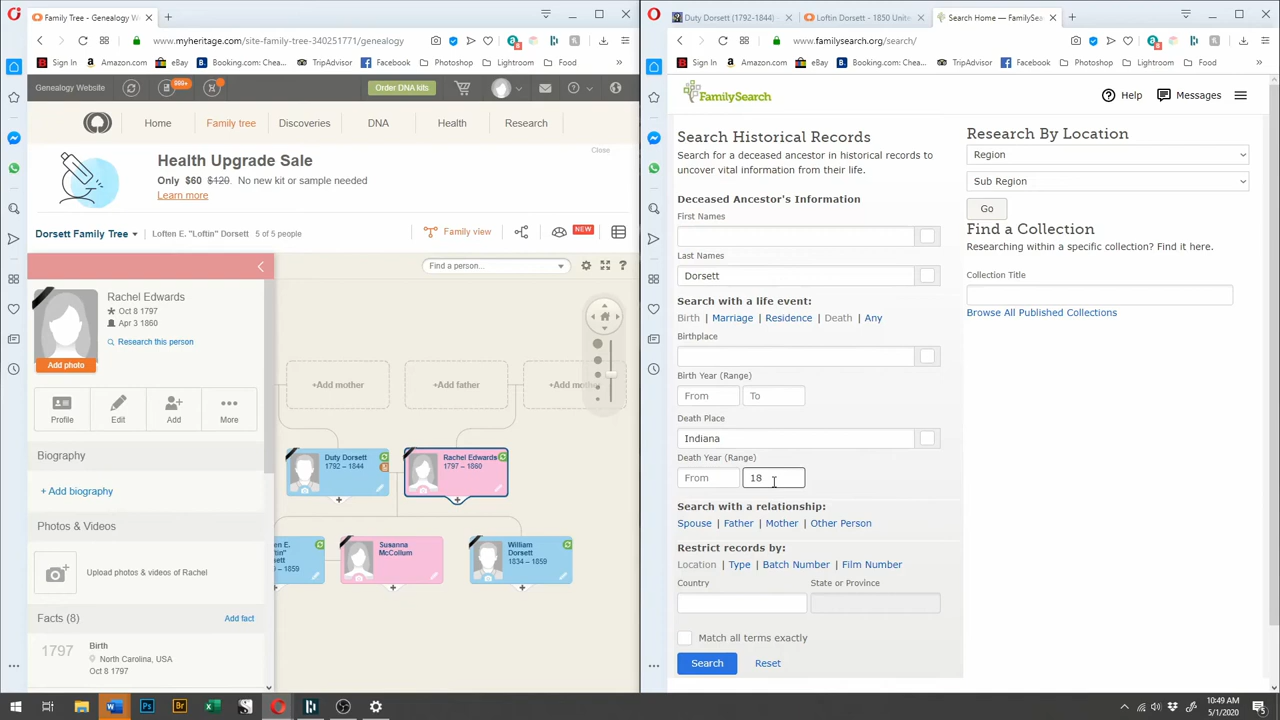 Family Tree - Genealogy W
www.myheritage.com/site-family-tree-340251771/genealogy
Sign In
Amazon.com
eBay
Booking.com: Chea...
TripAdvisor
Facebook
Photoshop
Lightroom
Food
»
Genealogy Website
999+
Order DNA kits
Home
Family tree
Discoveries
DNA
Health
Research
Health Upgrade Sale
Only $60 $120. No new kit or sample needed
Learn more
Close
Dorsett Family Tree
Loften E. "Loftin" Dorsett
5 of 5 people
Family view
NEW
Find a person...
?
Rachel Edwards
Oct 8 1797
Apr 3 1860
Research this person
Add photo
Profile
Edit
Add
More
Biography
+ Add biography
Photos & Videos
Upload photos & videos of Rachel
Facts (8)
Add fact
1797
Birth
North Carolina, USA
Oct 8 1797
+Add mother
+Add father
Duty Dorsett
1792 – 1844
Rachel Edwards
1797 – 1860
Susanna
McCollum
William
Dorsett
1834 – 1859
– 1859
Duty Dorsett (1792-1844)
Loftin Dorsett - 1850 Unite
Search Home — FamilySea
www.familysearch.org/search/
Sign In
Amazon.com
eBay
Booking.com: Chea...
TripAdvisor
Facebook
Photoshop
Lightroom
Food
»
FamilySearch
Help
Messages
Search Historical Records
Search for a deceased ancestor in historical records to
uncover vital information from their life.
Deceased Ancestor's Information
First Names
Last Names
Dorsett
Search with a life event:
Birth | Marriage | Residence | Death | Any
Birthplace
Birth Year (Range)
From
To
Death Place
Indiana
Death Year (Range)
From
18
Search with a relationship:
Spouse | Father | Mother | Other Person
Restrict records by:
Location | Type | Batch Number | Film Number
Country
State or Province
Match all terms exactly
Search
Reset
Research By Location
Region
Sub Region
Go
Find a Collection
Researching within a specific collection? Find it here.
Collection Title
Browse All Published Collections
10:49 AM
5/1/2020